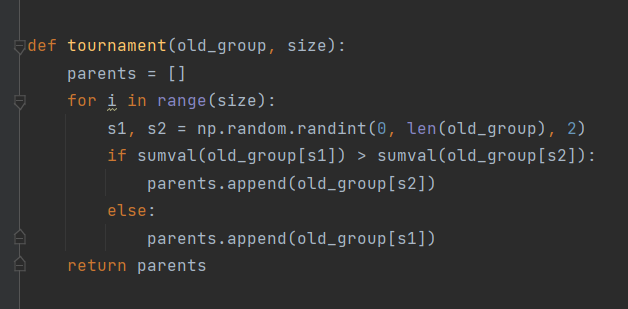 def tournament(old_group, size):
    parents = []
    for i in range(size):
        s1, s2 = np.random.randint(0, len(old_group), 2)
        if sumval(old_group[s1]) > sumval(old_group[s2]):
            parents.append(old_group[s2])
        else:
            parents.append(old_group[s1])
    return parents